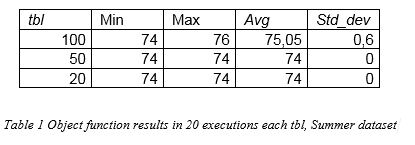 tbl Min Max Avg Std_dev
100 74 76 75,05 0,6
50 74 74 74 0
20 74 74 74 0
Table 1 Object function results in 20 executions each tbl, Summer dataset